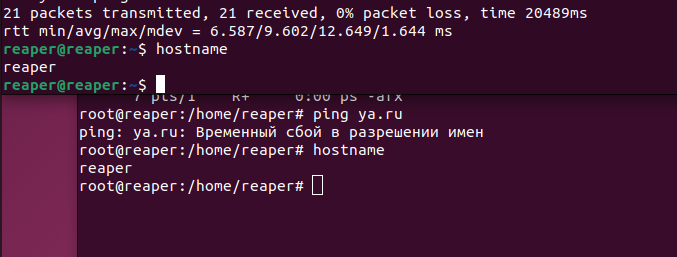 21 packets transmitted, 21 received, 0% packet loss, time 20489ms
rtt min/avg/max/mdev = 6.587/9.602/12.649/1.644 ms
reaper@reaper:~$ hostname
reaper
reaper@reaper:~$
7 pts/1 R+ 0:00 ps -afx
root@reaper:/home/reaper# ping ya.ru
ping: ya.ru: Временный сбой в разрешении имен
root@reaper:/home/reaper# hostname
reaper
root@reaper:/home/reaper#